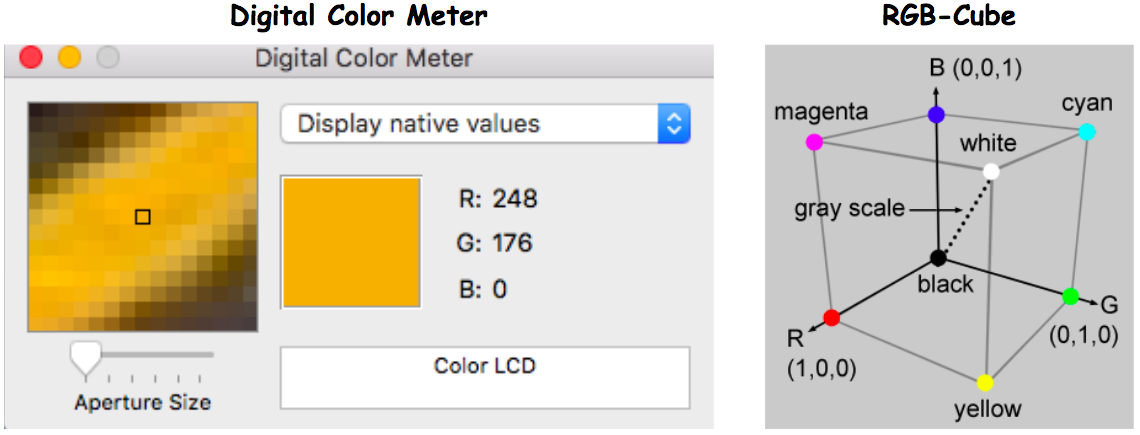 Digital Color Meter
RGB-Cube
Digital Color Meter
Display native values
R: 248
G: 176
B: 0
Color LCD
Aperture Size
B (0,0,1)
magenta
cyan
white
gray scale
black
R
(1,0,0)
G
(0,1,0)
yellow